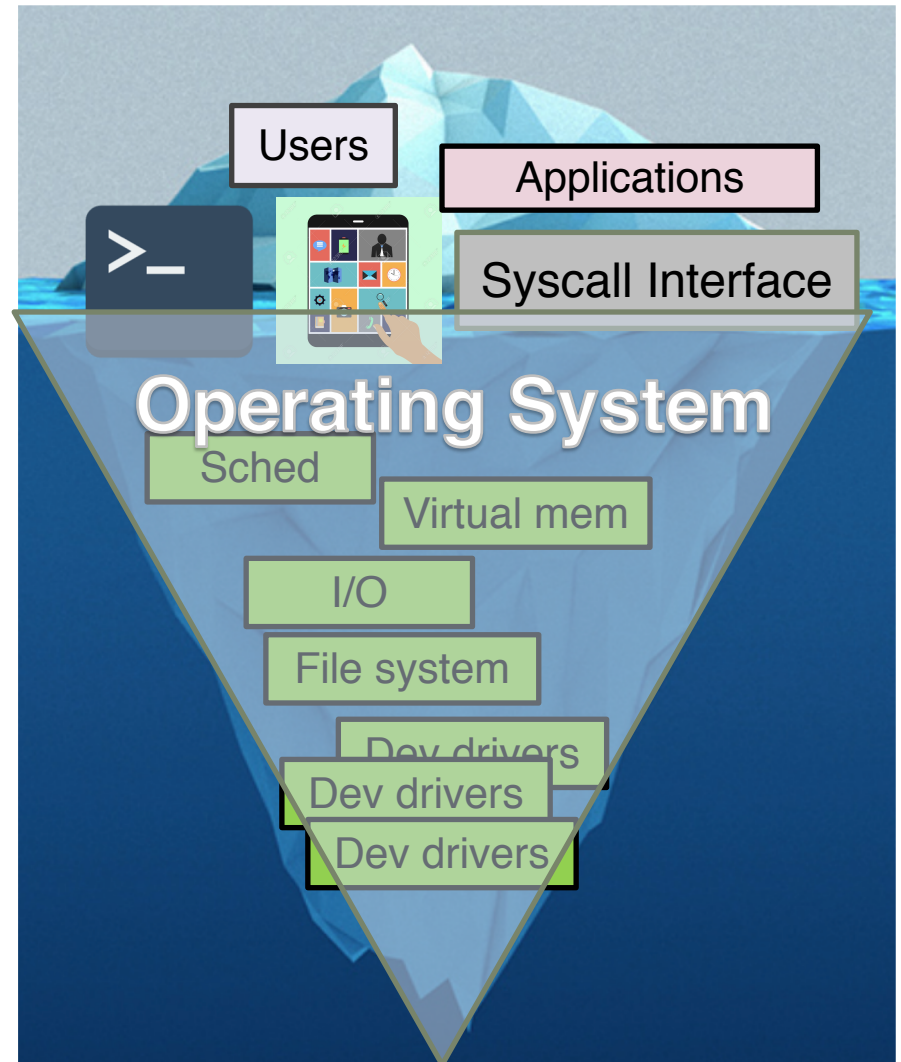 Users
Applications
>_
Syscall Interface
Operating System
Sched
Virtual mem
I/O
File system
Dev drivers
Dev drivers
Dev drivers